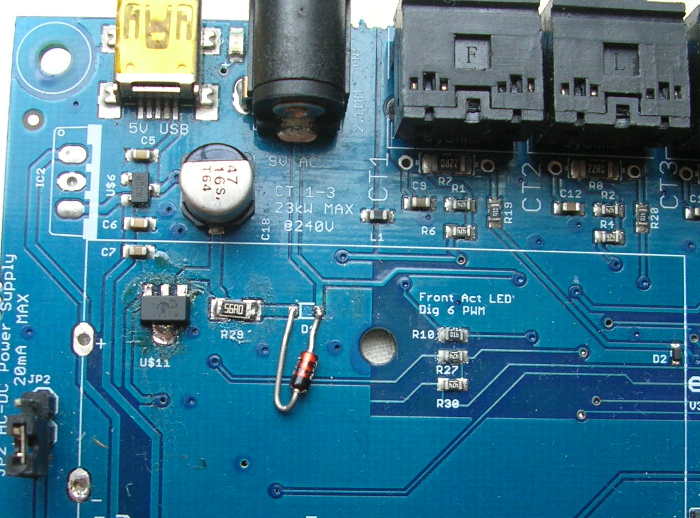 5V USB
C5
IC2
U$6
C6
C7
47
16S.
T64
C18
9V AC
CT 1-3
23kW MAX
@240V
L1
CT1
F
L
CT2
CT3
C9
R7
R1
R6
R19
C12
R8
R2
R4
R20
U$11
56R0
R29
D1
Front Act LED
Dig 6 PWM
R10
R27
R30
D2
+
-
JP2
JP2 AC-DC Power Supply
20mA MAX